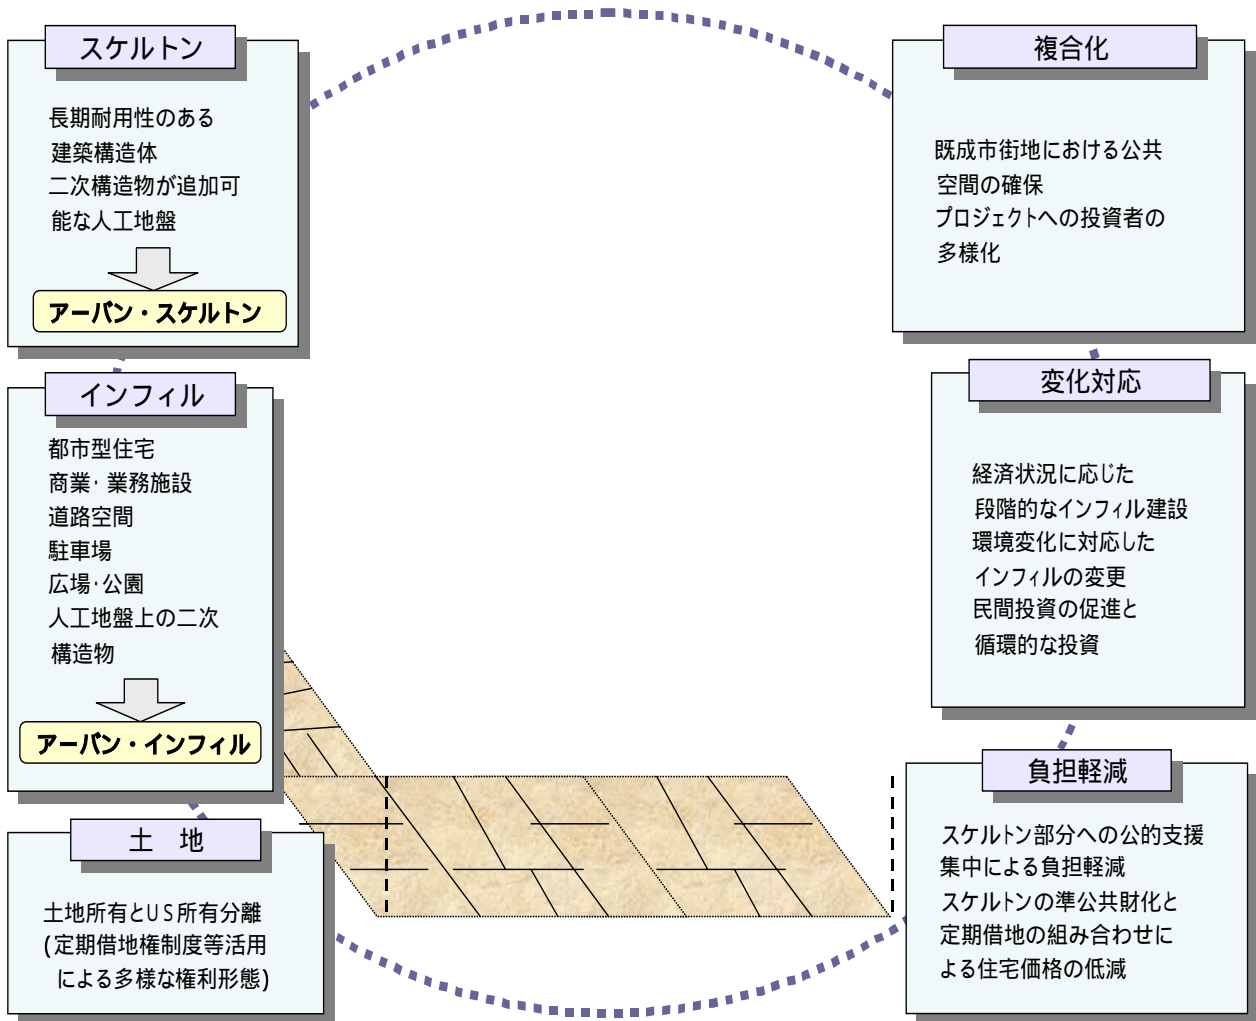 スケルトン
長期耐用性のある
建築構造体
二次構造物が追加可
能な人工地盤
アーバン・スケルトン
インフィル
都市型住宅
商業・業務施設
道路空間
駐車場
広場・公園
人工地盤上の二次
構造物
アーバン・インフィル
土　地
土地所有とUS所有分離
(定期借地権制度等活用
による多様な権利形態)
複合化
既成市街地における公共
空間の確保
プロジェクトへの投資者の
多様化
変化対応
経済状況に応じた
段階的なインフィル建設
環境変化に対応した
インフィルの変更
民間投資の促進と
循環的な投資
負担軽減
スケルトン部分への公的支援
集中による負担軽減
スケルトンの準公共財化と
定期借地の組み合わせに
よる住宅価格の低減